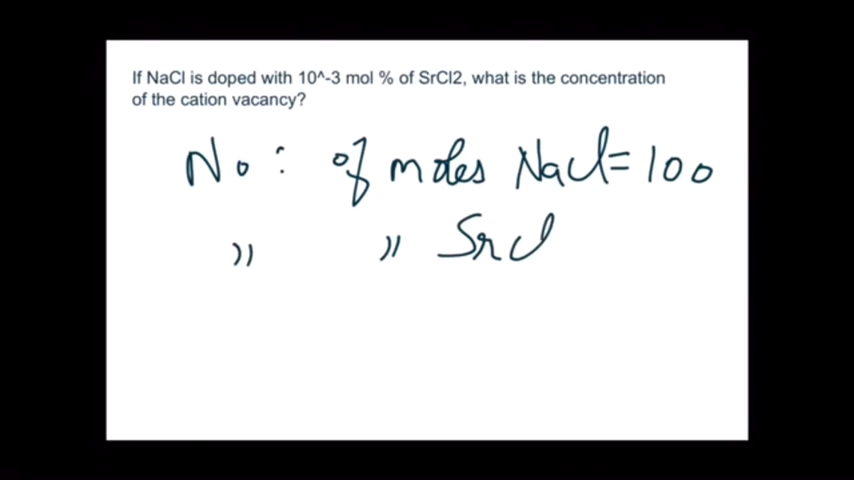 If NaCl is doped with 10^-3 mol % of SrCl2, what is the concentration
of the cation vacancy?
No: of moles NaCl = 100
〃 〃 SrCl